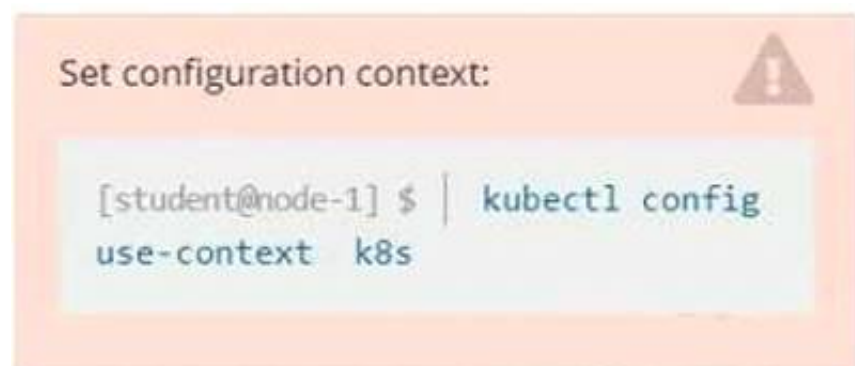 Set configuration context:
[student@node-1] $ | kubectl config
use-context k8s